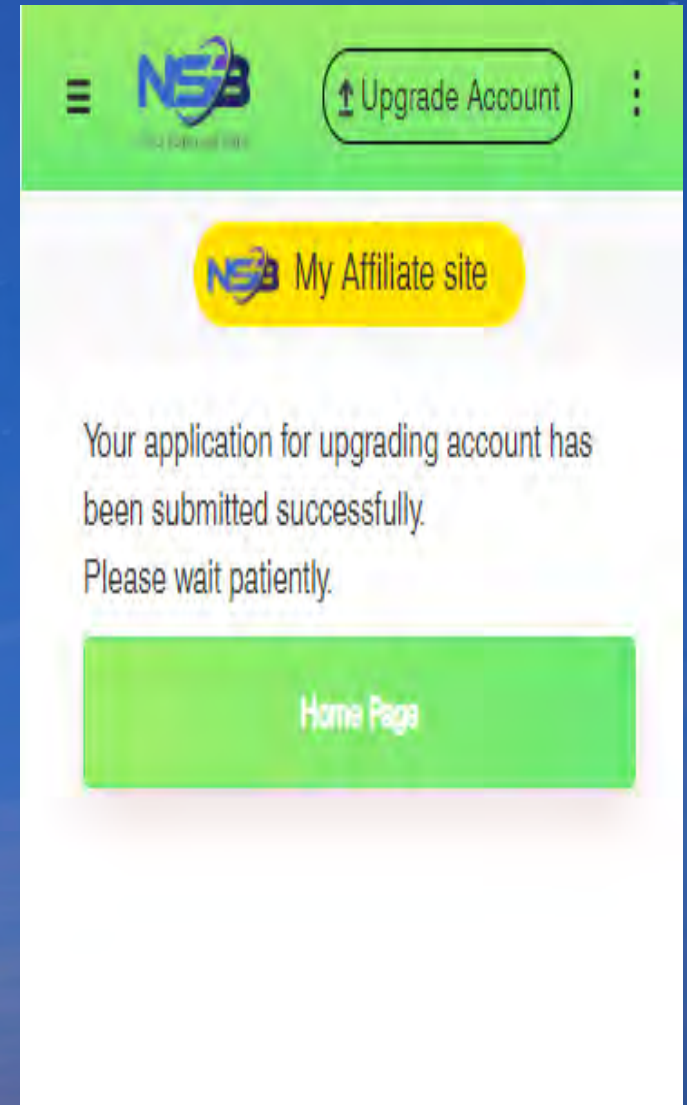 NSB
Upgrade Account
NSB My Affiliate site
Your application for upgrading account has
been submitted successfully.
Please wait patiently.
Home Page